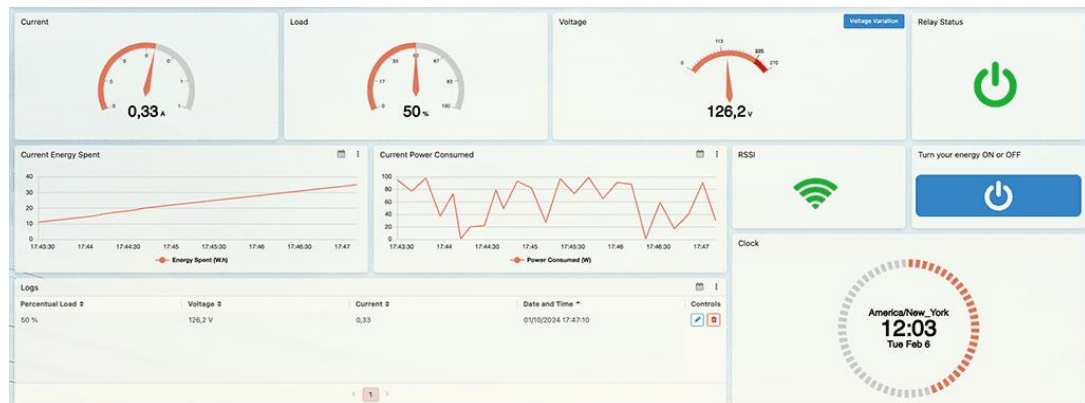 Current
0,33 A
Load
17
33
50
67
83
0
100
50 %
Voltage
Voltage Variation
0
113
225
270
126,2 V
Relay Status
Current Energy Spent
40
30
20
10
0
17:43:30 17:44 17:44:30 17:45 17:45:30 17:46 17:46:30 17:47
Energy Spent (W.h)
Current Power Consumed
100
80
60
40
20
0
17:43:30 17:44 17:44:30 17:45 17:45:30 17:46 17:46:30 17:47
Power Consumed (W)
RSSI
Turn your energy ON or OFF
Logs
Percentual Load Voltage Current Date and Time Controls
50 % 126,2 V 0,33 01/10/2024 17:47:10
1
Clock
America/New_York
12:03
Tue Feb 6